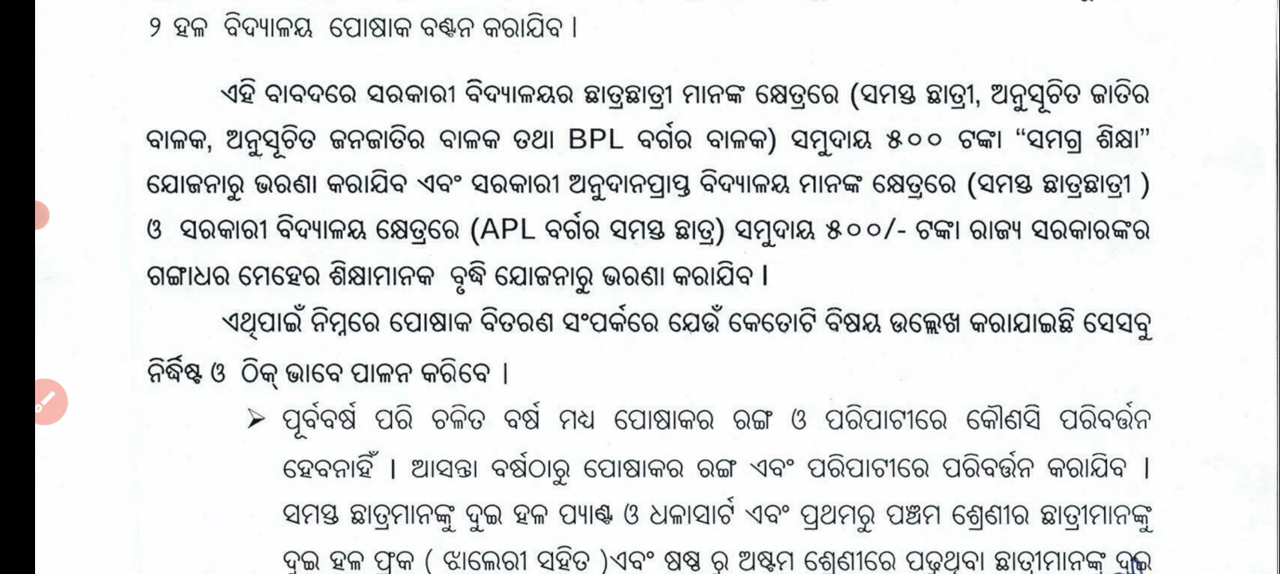 ୨ ହଳ ବିଦ୍ୟାଳୟ ପୋଷାକ ବଣ୍ଟନ କରାଯିବ ।
ଏହି ବାବଦରେ ସରକାରୀ ବିଦ୍ୟାଳୟର ଛାତ୍ରଛାତ୍ରୀ ମାନଙ୍କ କ୍ଷେତ୍ରରେ (ସମସ୍ତ ଛାତ୍ରୀ, ଅନୁସୂଚିତ ଜାତିର
ବାଳକ, ଅନୁସୂଚିତ ଜନଜାତିର ବାଳକ ତଥା BPL ବର୍ଗର ବାଳକ) ସମୁଦାୟ ୫୦୦ ଟଙ୍କା “ସମଗ୍ର ଶିକ୍ଷା”
ଯୋଜନାରୁ ଭରଣା କରାଯିବ ଏବଂ ସରକାରୀ ଅନୁଦାନପ୍ରାପ୍ତ ବିଦ୍ୟାଳୟ ମାନଙ୍କ କ୍ଷେତ୍ରରେ (ସମସ୍ତ ଛାତ୍ରଛାତ୍ରୀ )
ଓ ସରକାରୀ ବିଦ୍ୟାଳୟ କ୍ଷେତ୍ରରେ (APL ବର୍ଗର ସମସ୍ତ ଛାତ୍ର) ସମୁଦାୟ ୫୦୦/- ଟଙ୍କା ରାଜ୍ୟ ସରକାରଙ୍କର
ଗଙ୍ଗାଧର ମେହେର ଶିକ୍ଷାମାନକ ବୃଦ୍ଧି ଯୋଜନାରୁ ଭରଣା କରାଯିବ ।
ଏଥିପାଇଁ ନିମ୍ନରେ ପୋଷାକ ବିତରଣ ସଂପର୍କରେ ଯେଉଁ କେତୋଟି ବିଷୟ ଉଲ୍ଲେଖ କରାଯାଇଛି ସେସବୁ
ନିର୍ଦ୍ଧିଷ୍ଟ ଓ ଠିକ୍ ଭାବେ ପାଳନ କରିବେ ।
➢ ପୂର୍ବବର୍ଷ ପରି ଚଳିତ ବର୍ଷ ମଧ୍ୟ ପୋଷାକର ରଙ୍ଗ ଓ ପରିପାଟୀରେ କୌଣସି ପରିବର୍ତ୍ତନ
ହେବନାହିଁ । ଆସନ୍ତା ବର୍ଷଠାରୁ ପୋଷାକର ରଙ୍ଗ ଏବଂ ପରିପାଟୀରେ ପରିବର୍ତ୍ତନ କରାଯିବ ।
ସମସ୍ତ ଛାତ୍ରମାନଙ୍କୁ ଦୁଇ ହଳ ପ୍ୟାଣ୍ଟ ଓ ଧଳାସାର୍ଟ ଏବଂ ପ୍ରଥମରୁ ପଞ୍ଚମ ଶ୍ରେଣୀର ଛାତ୍ରୀମାନଙ୍କୁ
ଦୁଇ ହଳ ଫ୍ରକ ( ଝାଲେରୀ ସହିତ )ଏବଂ ଷଷ୍ଠ ରୁ ଅଷ୍ଟମ ଶ୍ରେଣୀରେ ପଢୁଥିବା ଛାତ୍ରୀମାନଙ୍କୁ ଦୁଇ